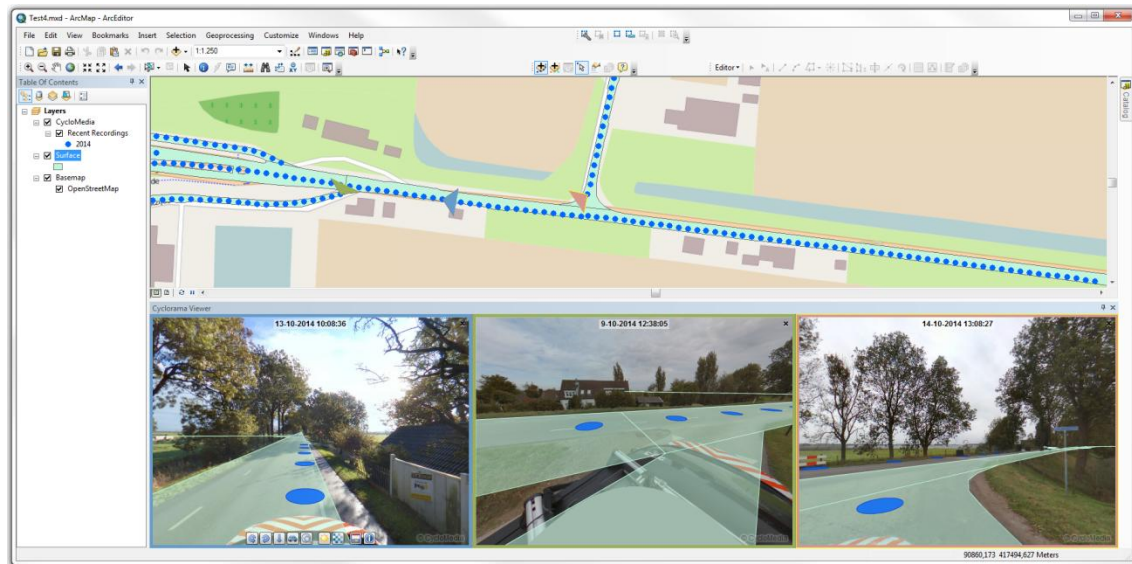 Test4.mxd - ArcMap - ArcEditor
File Edit View Bookmarks Insert Selection Geoprocessing Customize Windows Help
1:1.250
Editor
Table Of Contents
Layers
CycloMedia
Recent Recordings
2014
Surface
Basemap
OpenStreetMap
de
Catalog
Cyclorama Viewer
13-10-2014 10:08:36
9-10-2014 12:38:05
14-10-2014 13:08:27
© CycloMedia
© CycloMedia
© CycloMedia
90860,173 417494,627 Meters